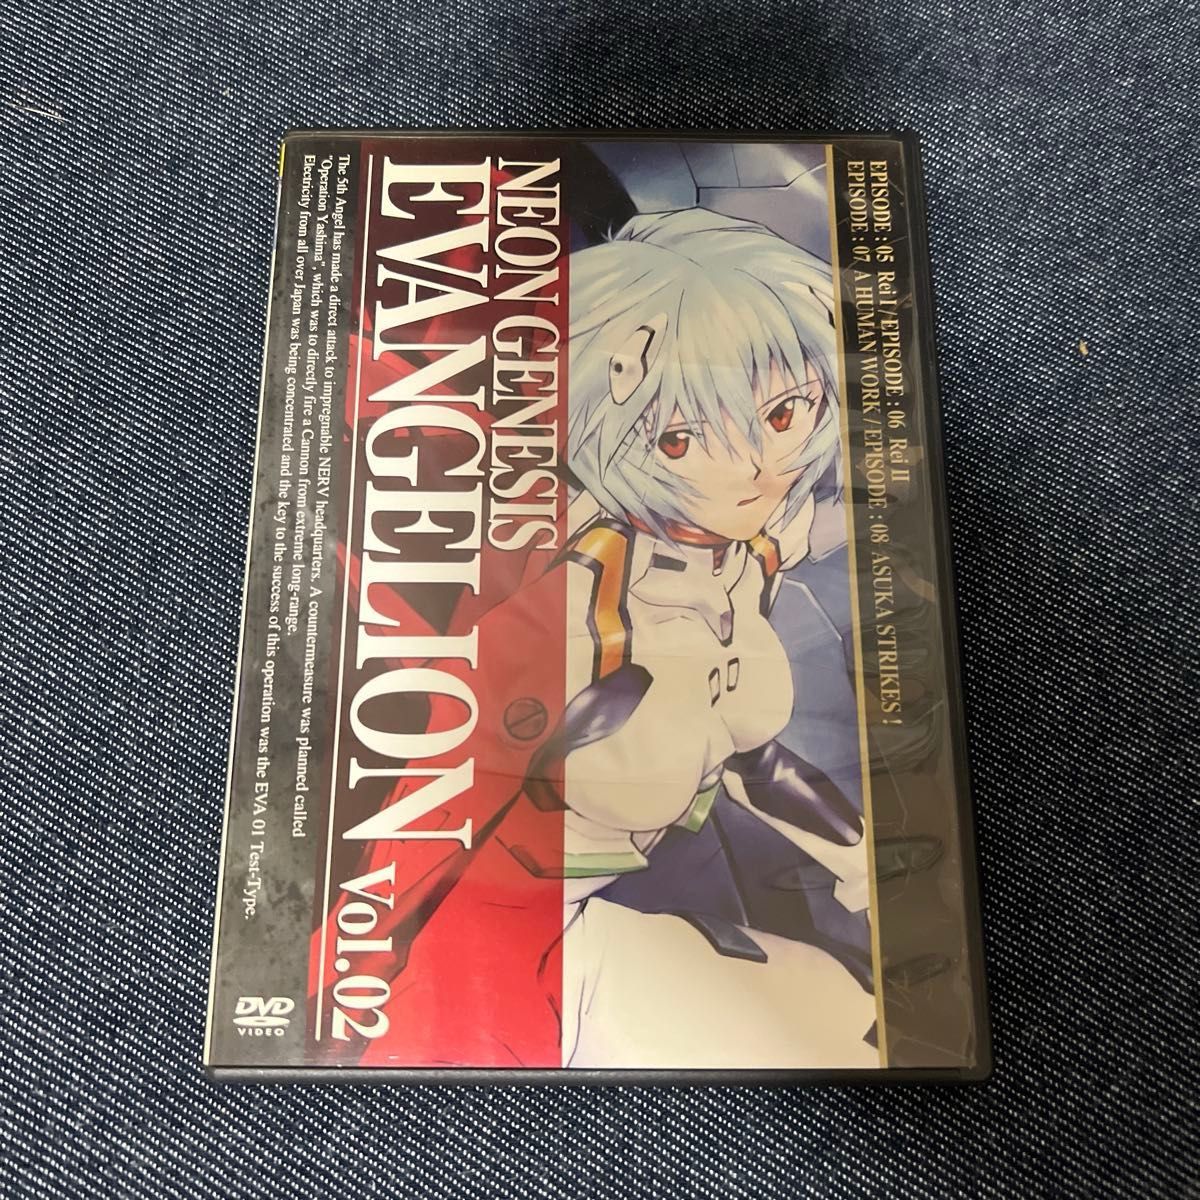 EPISODE : 05 Rei I / EPISODE : 06 Rei II
EPISODE : 07 A HUMAN WORK / EPISODE : 08 ASUKA STRIKES !
NEON GENESIS
EVANGELION Vol.02
The 5th Angel has made a direct attack to impregnable NERV headquarters. A countermeasure was planned called
"Operation Yashima", which was to directly fire a Cannon from extreme long-range.
Electricity from all over Japan was being concentrated and the key to the success of this operation was the EVA 01 Test-Type.
DVD
VIDEO